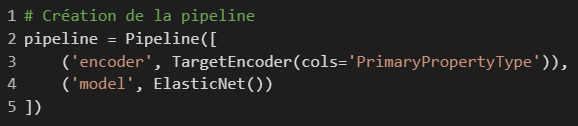 1 # Création de la pipeline
2 pipeline = Pipeline([
3     ('encoder', TargetEncoder(cols='PrimaryPropertyType')),
4     ('model', ElasticNet())
5 ])